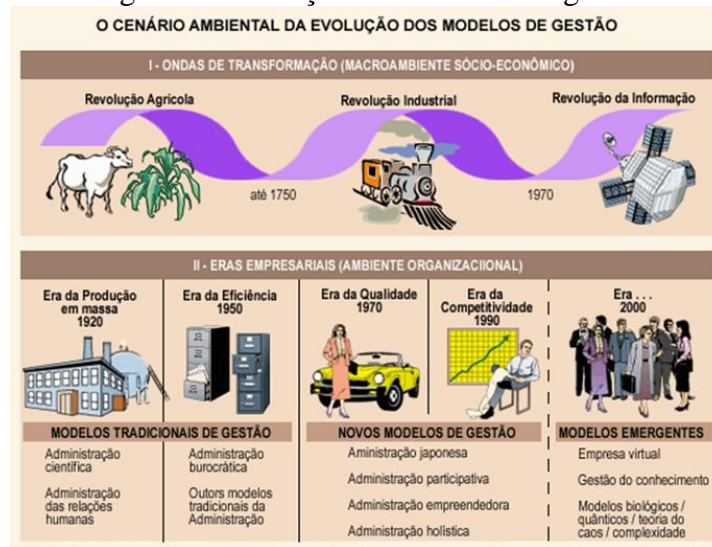 O CENÁRIO AMBIENTAL DA EVOLUÇÃO DOS MODELOS DE GESTÃO
I - ONDAS DE TRANSFORMAÇÃO (MACROAMBIENTE SÓCIO-ECONÔMICO)
Revolução Agrícola
Revolução Industrial
Revolução da Informação
até 1750
1970
II - ERAS EMPRESARIAIS (AMBIENTE ORGANIZACIIONAL)
Era da Produção
em massa
1920
Era da Eficiência
1950
Era da Qualidade
1970
Era da
Competitividade
1990
Era . . .
2000
MODELOS TRADICIONAIS DE GESTÃO
Administração
científica
Administração
das relações
humanas
Administração
burocrática
Outors modelos
tradicionais da
Administração
NOVOS MODELOS DE GESTÃO
Aministração japonesa
Administração participativa
Administração empreendedora
Administração holística
MODELOS EMERGENTES
Empresa virtual
Gestão do conhecimento
Modelos biológicos /
quânticos / teoria do
caos / complexidade